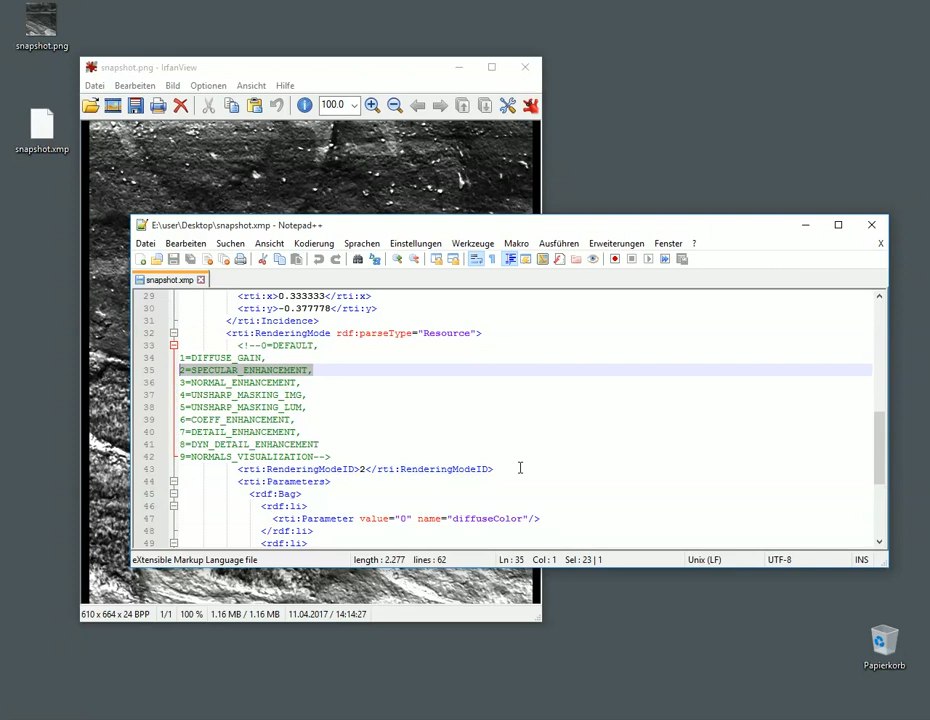 snapshot.png
snapshot.xmp
snapshot.png - IrfanView
Datei Bearbeiten Bild Optionen Ansicht Hilfe
100.0
E:\user\Desktop\snapshot.xmp - Notepad++
Datei Bearbeiten Suchen Ansicht Kodierung Sprachen Einstellungen Werkzeuge Makro Ausführen Erweiterungen Fenster ? X
snapshot.xmp
29 <rti:x>0.333333</rti:x>
30 <rti:y>-0.377778</rti:y>
31 </rti:Incidence>
32 <rti:RenderingMode rdf:parseType="Resource">
33 <!--0=DEFAULT,
34 1=DIFFUSE_GAIN,
35 2=SPECULAR_ENHANCEMENT,
36 3=NORMAL_ENHANCEMENT,
37 4=UNSHARP_MASKING_IMG,
38 5=UNSHARP_MASKING_LUM,
39 6=COEFF_ENHANCEMENT,
40 7=DETAIL_ENHANCEMENT,
41 8=DYN_DETAIL_ENHANCEMENT
42 9=NORMALS_VISUALIZATION-->
43 <rti:RenderingModeID>2</rti:RenderingModeID>
44 <rti:Parameters>
45 <rdf:Bag>
46 <rdf:li>
47 <rti:Parameter value="0" name="diffuseColor"/>
48 </rdf:li>
49 <rdf:li>
eXtensible Markup Language file length : 2.277 lines : 62 Ln : 35 Col : 1 Sel : 23 | 1 Unix (LF) UTF-8 INS
610 x 664 x 24 BPP 1/1 100 % 1.16 MB / 1.16 MB 11.04.2017 / 14:14:27
Papierkorb